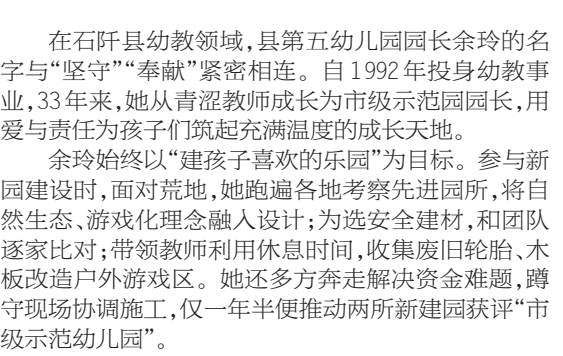 在石阡县幼教领域，县第五幼儿园园长余玲的名
字与“坚守”“奉献”紧密相连。自1992年投身幼教事
业，33年来，她从青涩教师成长为市级示范园园长，用
爱与责任为孩子们筑起充满温度的成长天地。
余玲始终以“建孩子喜欢的乐园”为目标。参与新
园建设时，面对荒地，她跑遍各地考察先进园所，将自
然生态、游戏化理念融入设计；为选安全建材，和团队
逐家比对；带领教师利用休息时间，收集废旧轮胎、木
板改造户外游戏区。她还多方奔走解决资金难题，蹲
守现场协调施工，仅一年半便推动两所新建园获评“市
级示范幼儿园”。